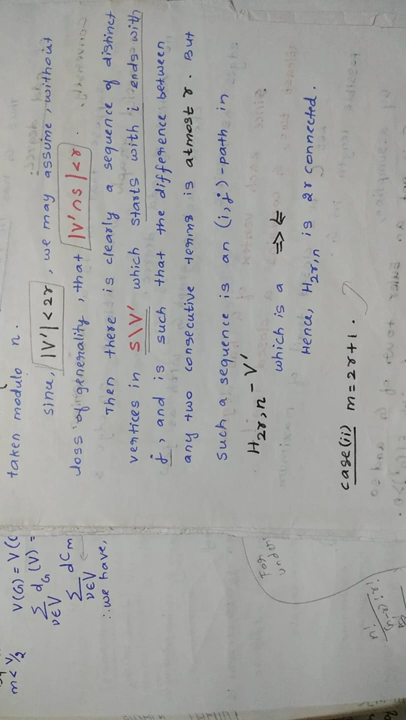 taken modulo n.
since, |V'| < 2r, we may assume, without
loss of generality, that |V'∩S| < r.
Then there is clearly a sequence of distinct
vertices in S\V' which starts with i ends with
j, and is such that the difference between
any two consecutive terms is atmost r. But
such a sequence is an (i,j)-path in
H2r,n - V'
which is a ⇒⇐
Hence, H2r,n is 2r connected.
case(ii) m = 2r+1.
m < n/2
V(G) = V(C
Σ dG(V) =
v∈V
Σ dCm
v∈V
∴ we have,
For